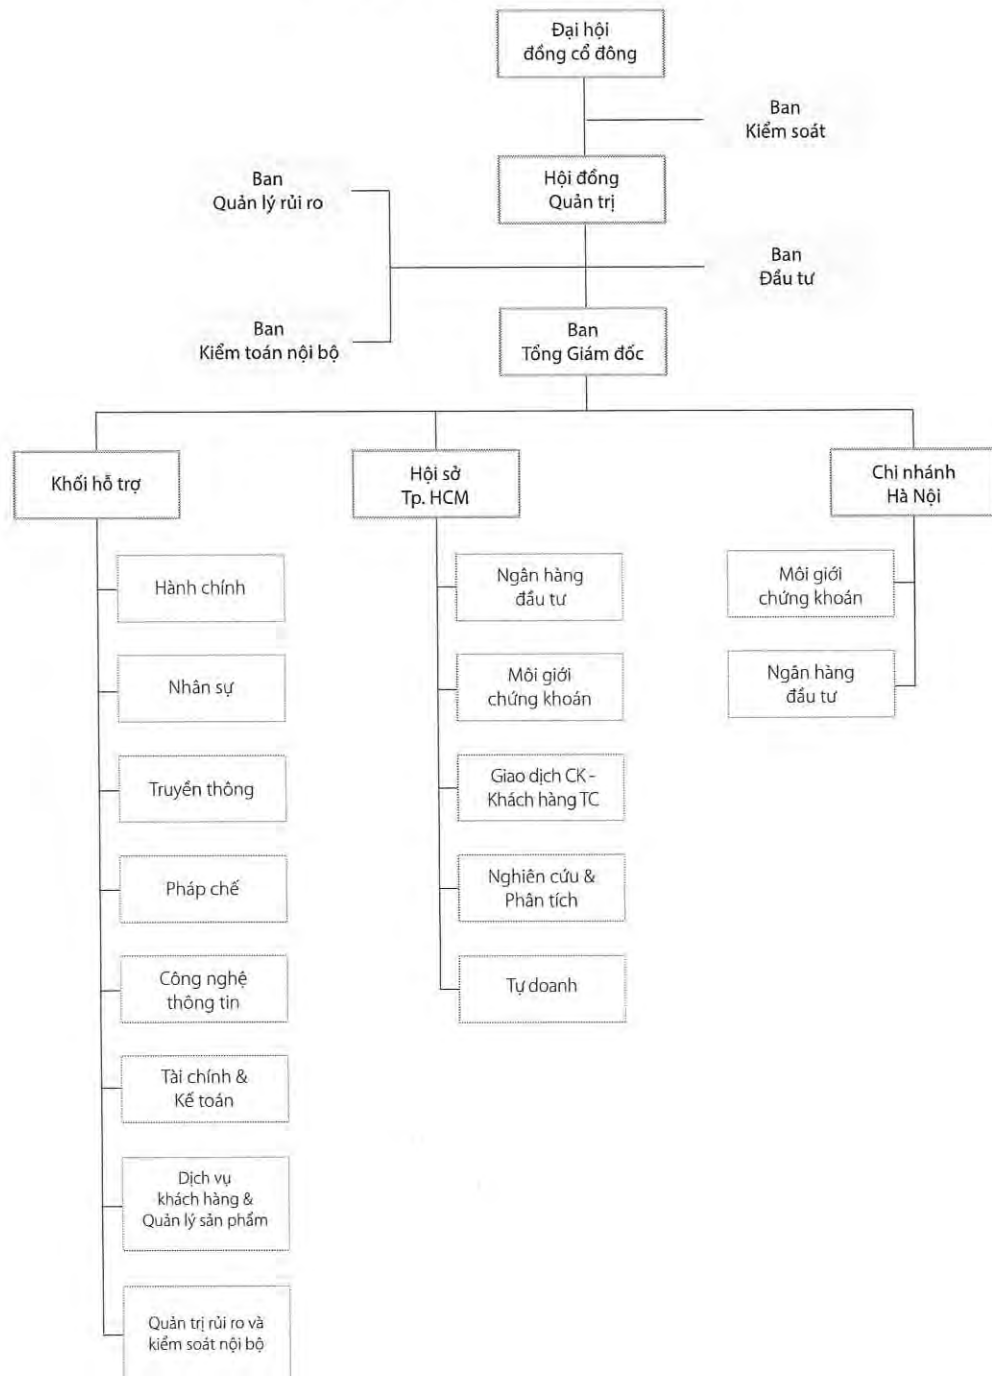 Đại hội
đồng cổ đông
Ban
Kiểm soát
Hội đồng
Quản trị
Ban
Quản lý rủi ro
Ban
Đầu tư
Ban
Kiểm toán nội bộ
Ban
Tổng Giám đốc
Khối hỗ trợ
Hội sở
Tp. HCM
Chi nhánh
Hà Nội
Hành chính
Nhân sự
Truyền thông
Pháp chế
Công nghệ
thông tin
Tài chính &
Kế toán
Dịch vụ
khách hàng &
Quản lý sản phẩm
Quản trị rủi ro và
kiểm soát nội bộ
Ngân hàng
đầu tư
Môi giới
chứng khoán
Giao dịch CK -
Khách hàng TC
Nghiên cứu &
Phân tích
Tự doanh
Môi giới
chứng khoán
Ngân hàng
đầu tư